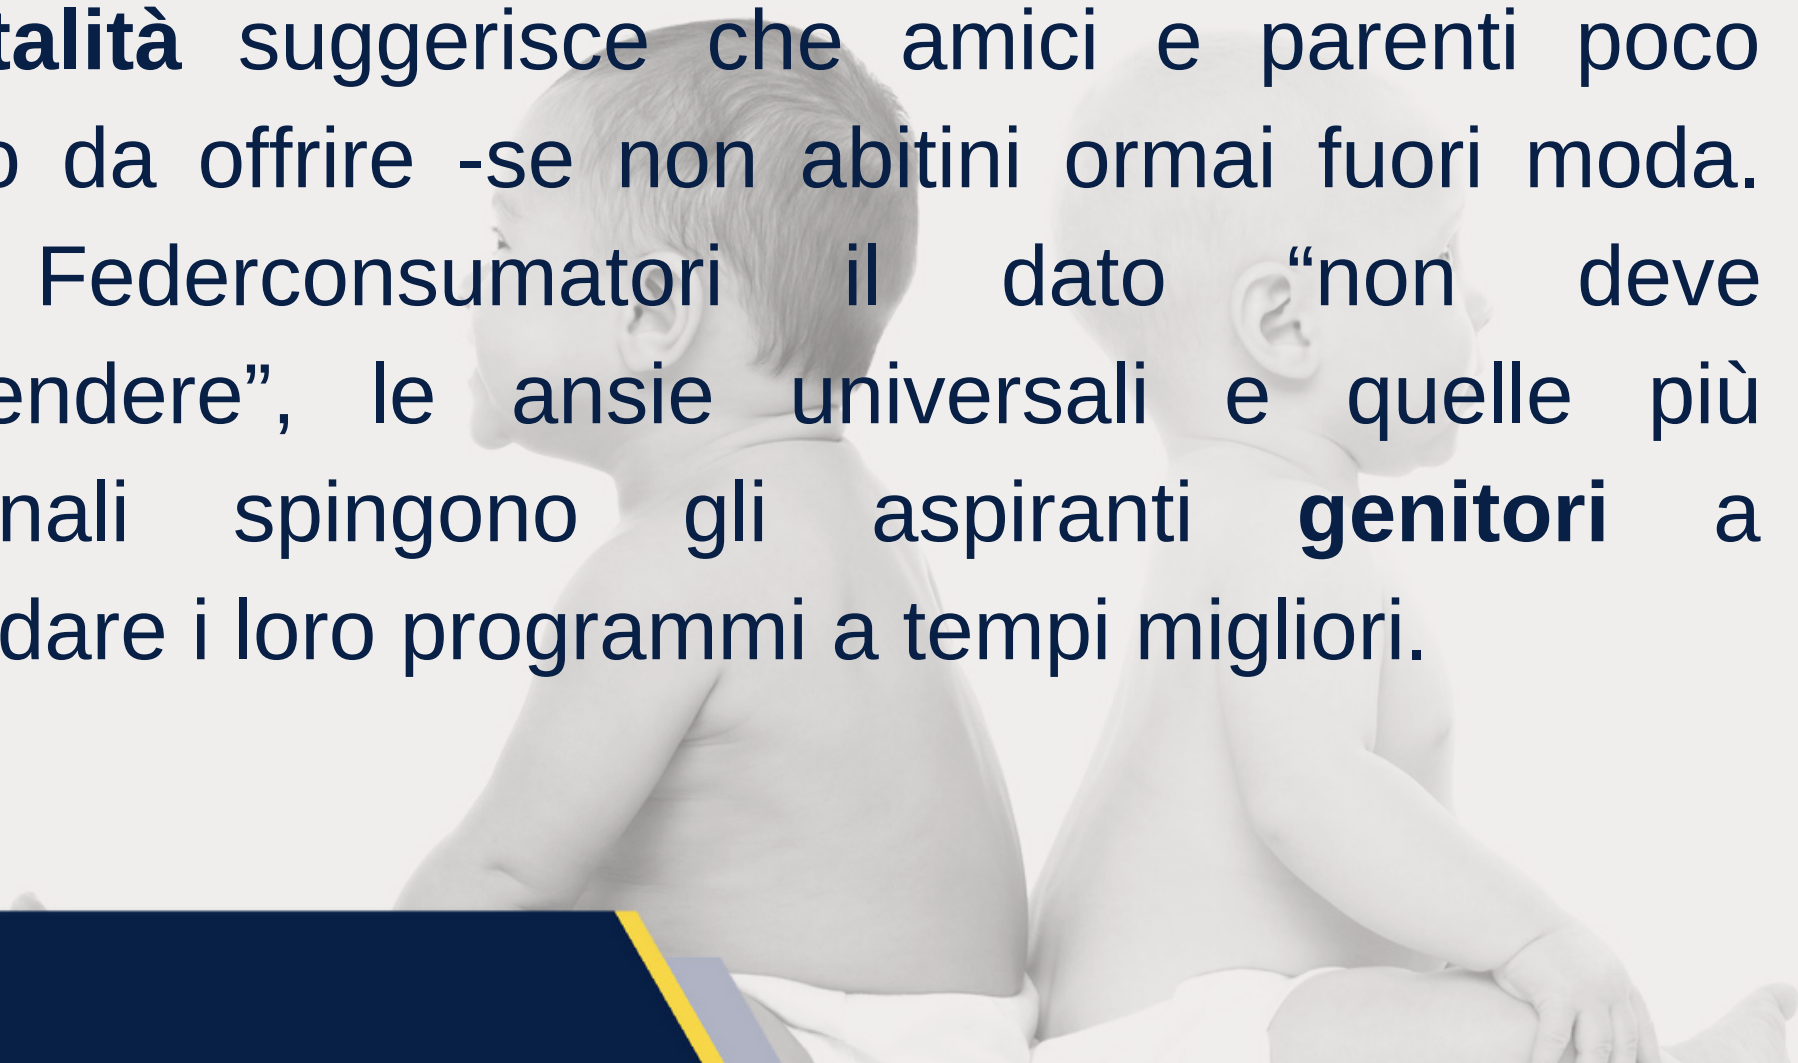 talità suggerisce che amici e parenti poco
o da offrire -se non abitini ormai fuori moda.
Federconsumatori il dato “non deve
endere”, le ansie universali e quelle più
nali spingono gli aspiranti genitori a
dare i loro programmi a tempi migliori.